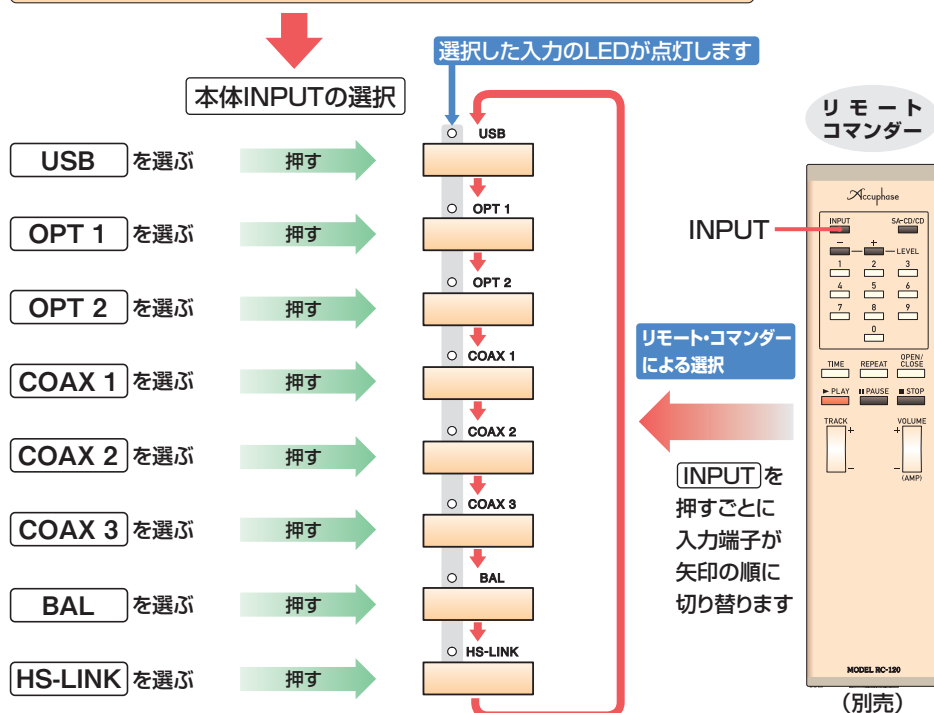 選択した入力のLEDが点灯します
本体INPUTの選択
USB を選ぶ 押す USB
OPT 1 を選ぶ 押す OPT 1
OPT 2 を選ぶ 押す OPT 2
COAX 1 を選ぶ 押す COAX 1
COAX 2 を選ぶ 押す COAX 2
COAX 3 を選ぶ 押す COAX 3
BAL を選ぶ 押す BAL
HS-LINK を選ぶ 押す HS-LINK
リモート・コマンダー
による選択
INPUT を
押すごとに
入力端子が
矢印の順に
切り替ります
リモート
コマンダー
INPUT
Accuphase
INPUT SA-CD/CD
− + LEVEL
1 2 3
4 5 6
7 8 9
0
TIME REPEAT OPEN/
CLOSE
► PLAY II PAUSE ■ STOP
TRACK VOLUME
+ +
− −
(AMP)
MODEL RC-120
(別売)